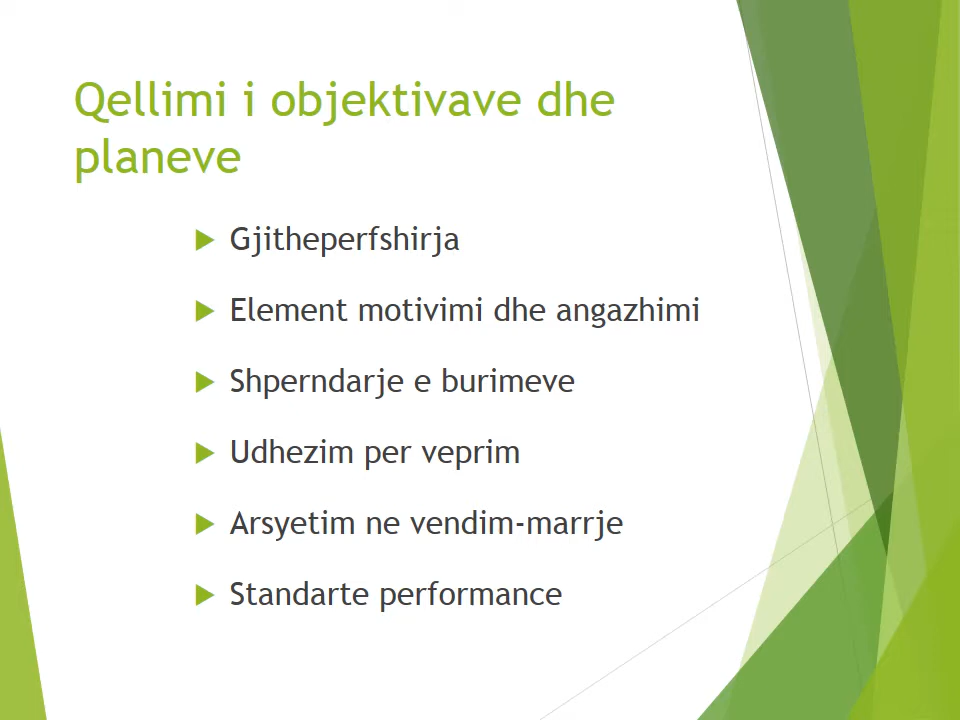 Qellimi i objektivave dhe
planeve
Gjitheperfshirja
Element motivimi dhe angazhimi
Shperndarje e burimeve
Udhezim per veprim
Arsyetim ne vendim-marrje
Standarte performance